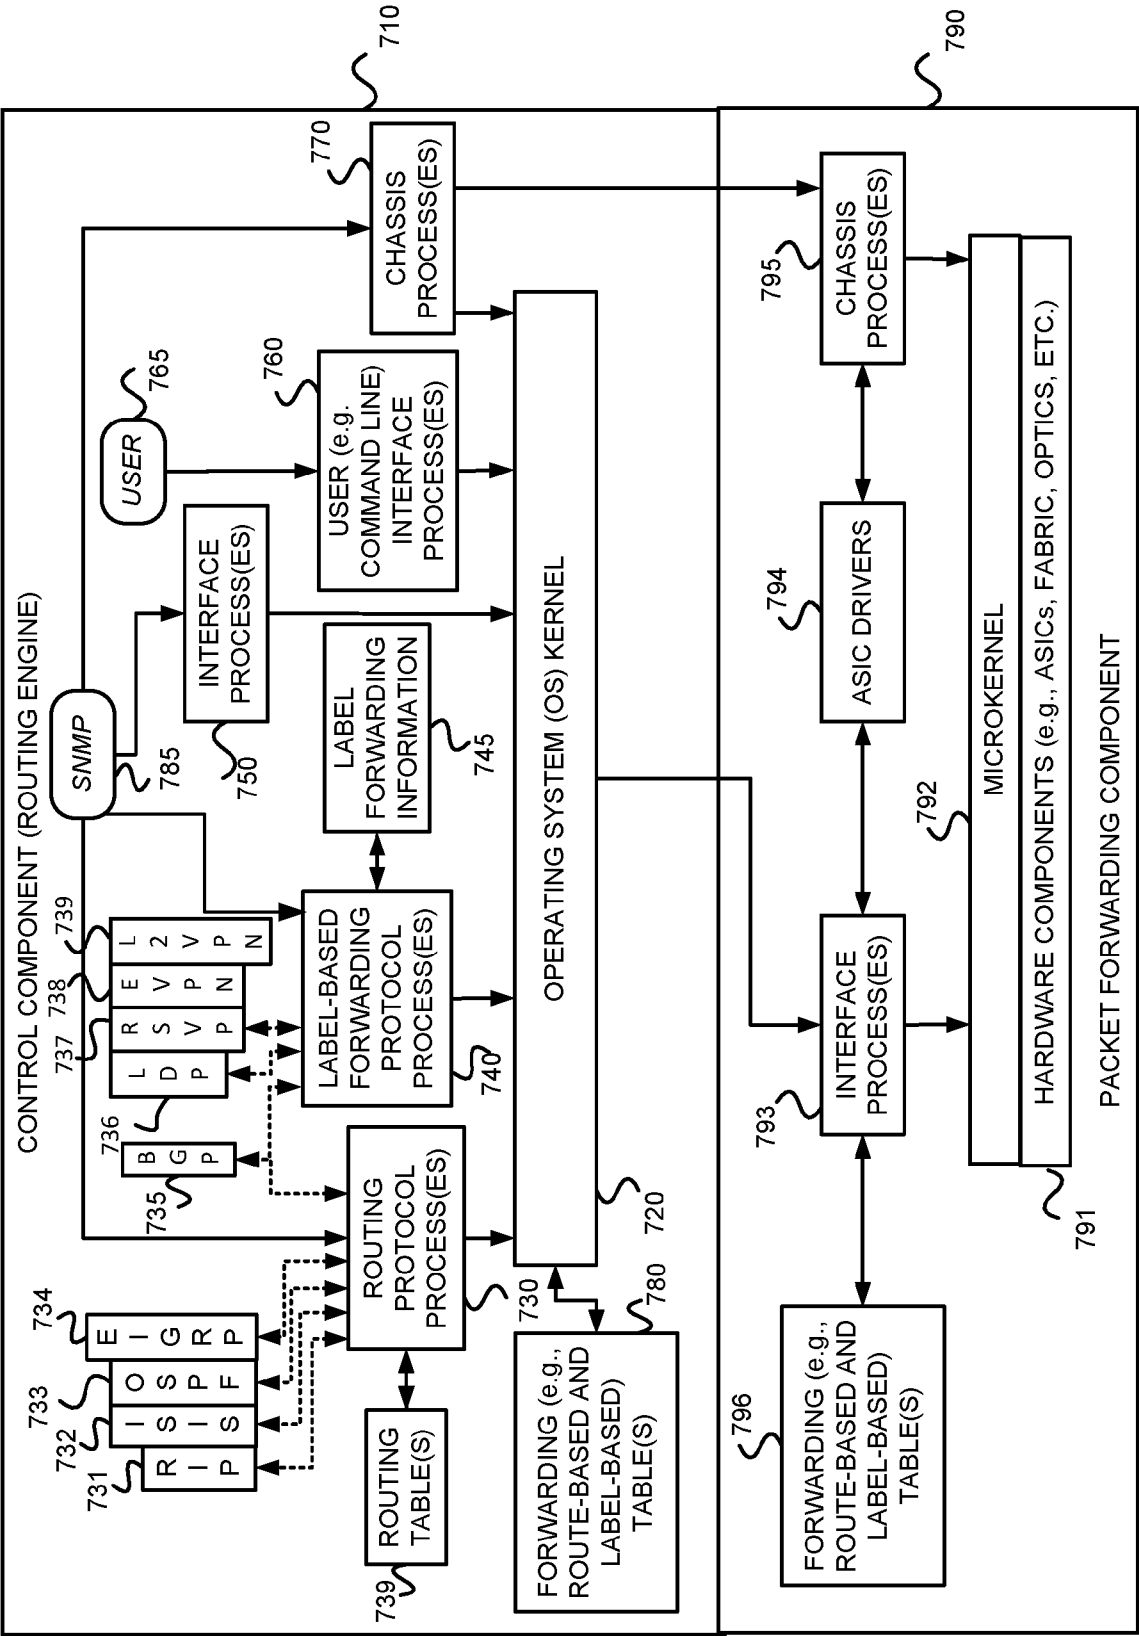 CONTROL COMPONENT (ROUTING ENGINE)
710
734
733
732
731
EIGRP
OSPF
ISIS
RIP
735
BGP
736
737
738
739
LDP
RSVP
EVPN
L2VPN
SNMP
785
USER
765
INTERFACE
PROCESS(ES)
750
ROUTING
TABLE(S)
739
ROUTING
PROTOCOL
PROCESS(ES)
730
LABEL-BASED
FORWARDING
PROTOCOL
PROCESS(ES)
740
LABEL
FORWARDING
INFORMATION
745
USER (e.g.
COMMAND LINE)
INTERFACE
PROCESS(ES)
760
CHASSIS
PROCESS(ES)
770
FORWARDING (e.g.,
ROUTE-BASED AND
LABEL-BASED)
TABLE(S)
780
OPERATING SYSTEM (OS) KERNEL
720
790
FORWARDING (e.g.,
ROUTE-BASED AND
LABEL-BASED)
TABLE(S)
796
INTERFACE
PROCESS(ES)
793
ASIC DRIVERS
794
CHASSIS
PROCESS(ES)
795
MICROKERNEL
792
HARDWARE COMPONENTS (e.g., ASICs, FABRIC, OPTICS, ETC.)
791
PACKET FORWARDING COMPONENT